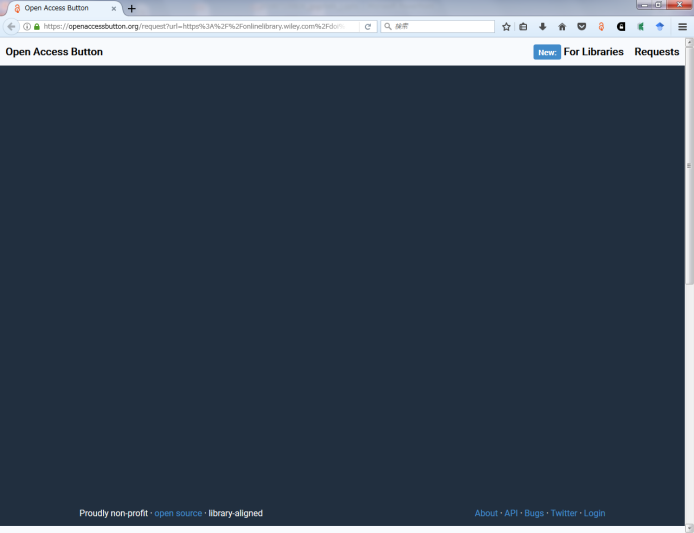 Open Access Button
https://openaccessbutton.org/request?url=https%3A%2F%2Fonlinelibrary.wiley.com%2Fdoi%
検索
Open Access Button
New: For Libraries Requests
Proudly non-profit · open source · library-aligned
About · API · Bugs · Twitter · Login